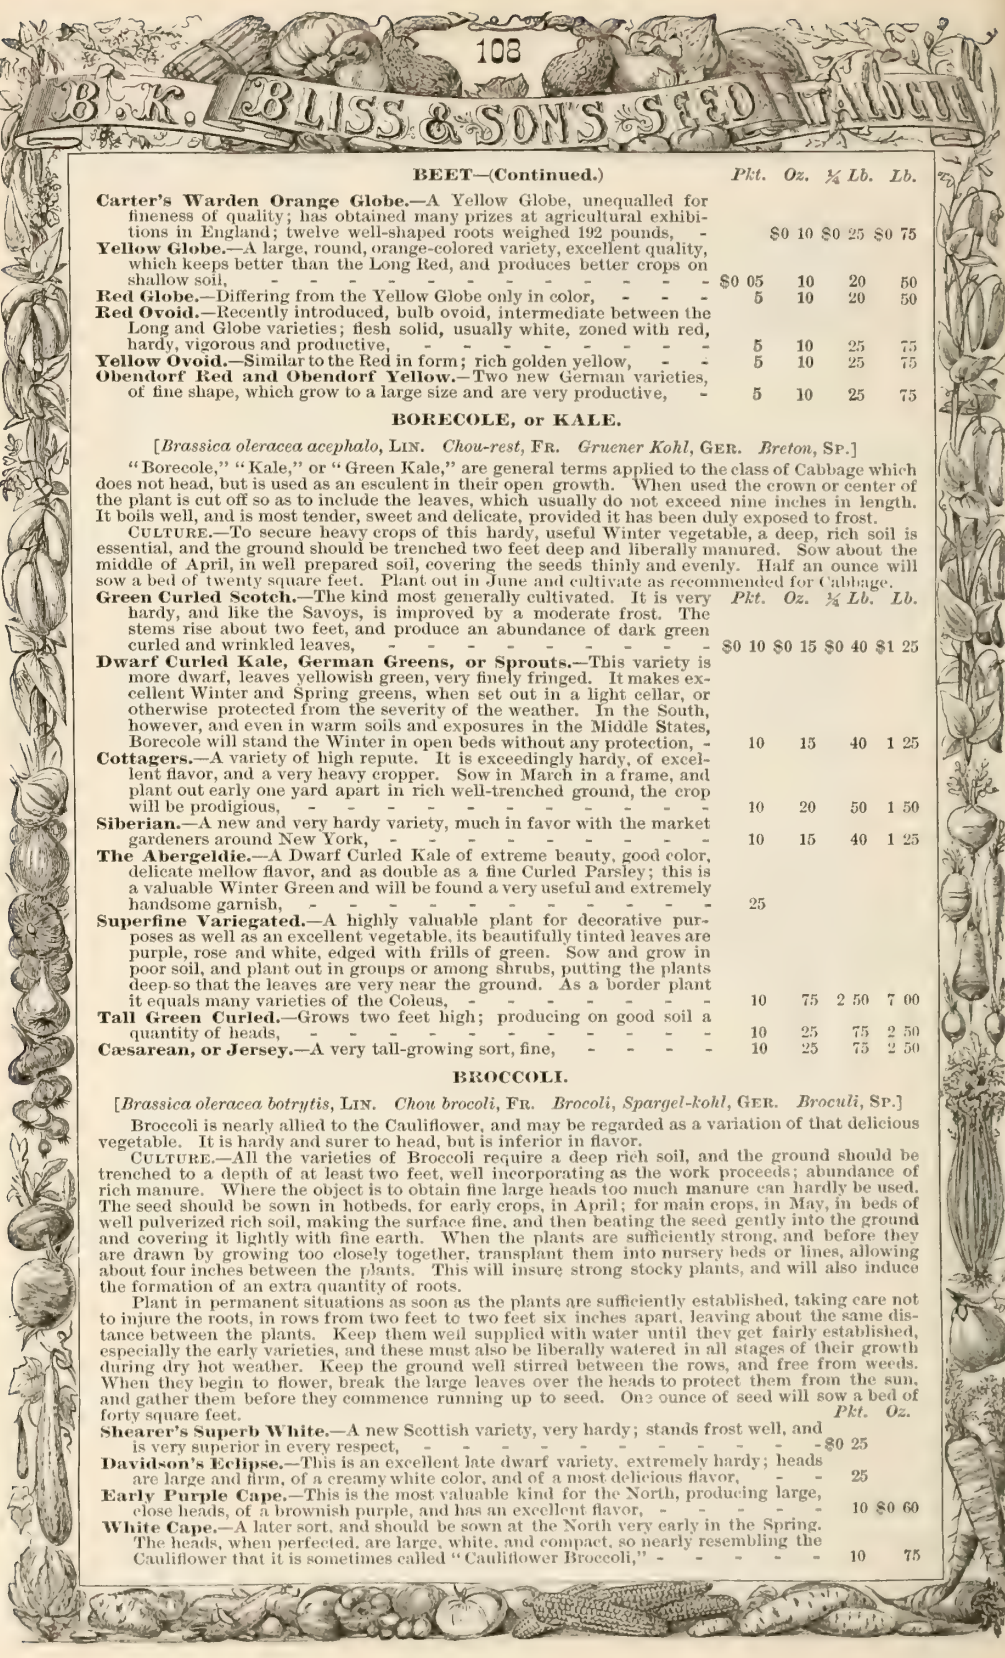 108
B. K. BLISS & SON'S SEED CATALOGUE
BEET—(Continued.) Pkt. Oz. ¼ Lb. Lb.
Carter's Warden Orange Globe.—A Yellow Globe, unequalled for
fineness of quality; has obtained many prizes at agricultural exhibi-
tions in England; twelve well-shaped roots weighed 192 pounds, - $0 10 $0 25 $0 75
Yellow Globe.—A large, round, orange-colored variety, excellent quality,
which keeps better than the Long Red, and produces better crops on
shallow soil, - - - - - - - - - - - $0 05 10 20 50
Red Globe.—Differing from the Yellow Globe only in color, - - - 5 10 20 50
Red Ovoid.—Recently introduced, bulb ovoid, intermediate between the
Long and Globe varieties; flesh solid, usually white, zoned with red,
hardy, vigorous and productive, - - - - - - - - 5 10 25 75
Yellow Ovoid.—Similar to the Red in form; rich golden yellow, - - 5 10 25 75
Obendorf Red and Obendorf Yellow.—Two new German varieties,
of fine shape, which grow to a large size and are very productive, - 5 10 25 75
BORECOLE, or KALE.
[Brassica oleracea acephalo, LIN. Chou-rest, FR. Gruener Kohl, GER. Breton, SP.]
"Borecole," "Kale," or "Green Kale," are general terms applied to the class of Cabbage which
does not head, but is used as an esculent in their open growth. When used the crown or center of
the plant is cut off so as to include the leaves, which usually do not exceed nine inches in length.
It boils well, and is most tender, sweet and delicate, provided it has been duly exposed to frost.
CULTURE.—To secure heavy crops of this hardy, useful Winter vegetable, a deep, rich soil is
essential, and the ground should be trenched two feet deep and liberally manured. Sow about the
middle of April, in well prepared soil, covering the seeds thinly and evenly. Half an ounce will
sow a bed of twenty square feet. Plant out in June and cultivate as recommended for Cabbage.
Green Curled Scotch.—The kind most generally cultivated. It is very Pkt. Oz. ¼ Lb. Lb.
hardy, and like the Savoys, is improved by a moderate frost. The
stems rise about two feet, and produce an abundance of dark green
curled and wrinkled leaves, - - - - - - - - - $0 10 $0 15 $0 40 $1 25
Dwarf Curled Kale, German Greens, or Sprouts.—This variety is
more dwarf, leaves yellowish green, very finely fringed. It makes ex-
cellent Winter and Spring greens, when set out in a light cellar, or
otherwise protected from the severity of the weather. In the South,
however, and even in warm soils and exposures in the Middle States,
Borecole will stand the Winter in open beds without any protection, - 10 15 40 1 25
Cottagers.—A variety of high repute. It is exceedingly hardy, of excel-
lent flavor, and a very heavy cropper. Sow in March in a frame, and
plant out early one yard apart in rich well-trenched ground, the crop
will be prodigious, - - - - - - - - - - - 10 20 50 1 50
Siberian.—A new and very hardy variety, much in favor with the market
gardeners around New York, - - - - - - - - - 10 15 40 1 25
The Abergeldie.—A Dwarf Curled Kale of extreme beauty, good color,
delicate mellow flavor, and as double as a fine Curled Parsley; this is
a valuable Winter Green and will be found a very useful and extremely
handsome garnish, - - - - - - - - - - - 25
Superfine Variegated.—A highly valuable plant for decorative pur-
poses as well as an excellent vegetable, its beautifully tinted leaves are
purple, rose and white, edged with frills of green. Sow and grow in
poor soil, and plant out in groups or among shrubs, putting the plants
deep so that the leaves are very near the ground. As a border plant
it equals many varieties of the Coleus, - - - - - - - 10 75 2 50 7 00
Tall Green Curled.—Grows two feet high; producing on good soil a
quantity of heads, - - - - - - - - - - - 10 25 75 2 50
Cæsarean, or Jersey.—A very tall-growing sort, fine, - - - - 10 25 75 2 50
BROCCOLI.
[Brassica oleracea botrytis, LIN. Chou brocoli, FR. Brocoli, Spargel-kohl, GER. Broculi, SP.]
Broccoli is nearly allied to the Cauliflower, and may be regarded as a variation of that delicious
vegetable. It is hardy and surer to head, but is inferior in flavor.
CULTURE.—All the varieties of Broccoli require a deep rich soil, and the ground should be
trenched to a depth of at least two feet, well incorporating as the work proceeds; abundance of
rich manure. Where the object is to obtain fine large heads too much manure can hardly be used.
The seed should be sown in hotbeds, for early crops, in April; for main crops, in May, in beds of
well pulverized rich soil, making the surface fine, and then beating the seed gently into the ground
and covering it lightly with fine earth. When the plants are sufficiently strong, and before they
are drawn by growing too closely together, transplant them into nursery beds or lines, allowing
about four inches between the plants. This will insure strong stocky plants, and will also induce
the formation of an extra quantity of roots.
Plant in permanent situations as soon as the plants are sufficiently established, taking care not
to injure the roots, in rows from two feet to two feet six inches apart, leaving about the same dis-
tance between the plants. Keep them well supplied with water until they get fairly established,
especially the early varieties, and these must also be liberally watered in all stages of their growth
during dry hot weather. Keep the ground well stirred between the rows, and free from weeds.
When they begin to flower, break the large leaves over the heads to protect them from the sun,
and gather them before they commence running up to seed. One ounce of seed will sow a bed of
forty square feet. Pkt. Oz.
Shearer's Superb White.—A new Scottish variety, very hardy; stands frost well, and
is very superior in every respect, - - - - - - - - - - - $0 25
Davidson's Eclipse.—This is an excellent late dwarf variety, extremely hardy; heads
are large and firm, of a creamy white color, and of a most delicious flavor, - - 25
Early Purple Cape.—This is the most valuable kind for the North, producing large,
close heads, of a brownish purple, and has an excellent flavor, - - - - - 10 $0 60
White Cape.—A later sort, and should be sown at the North very early in the Spring.
The heads, when perfected, are large, white, and compact, so nearly resembling the
Cauliflower that it is sometimes called "Cauliflower Broccoli," - - - - - 10 75